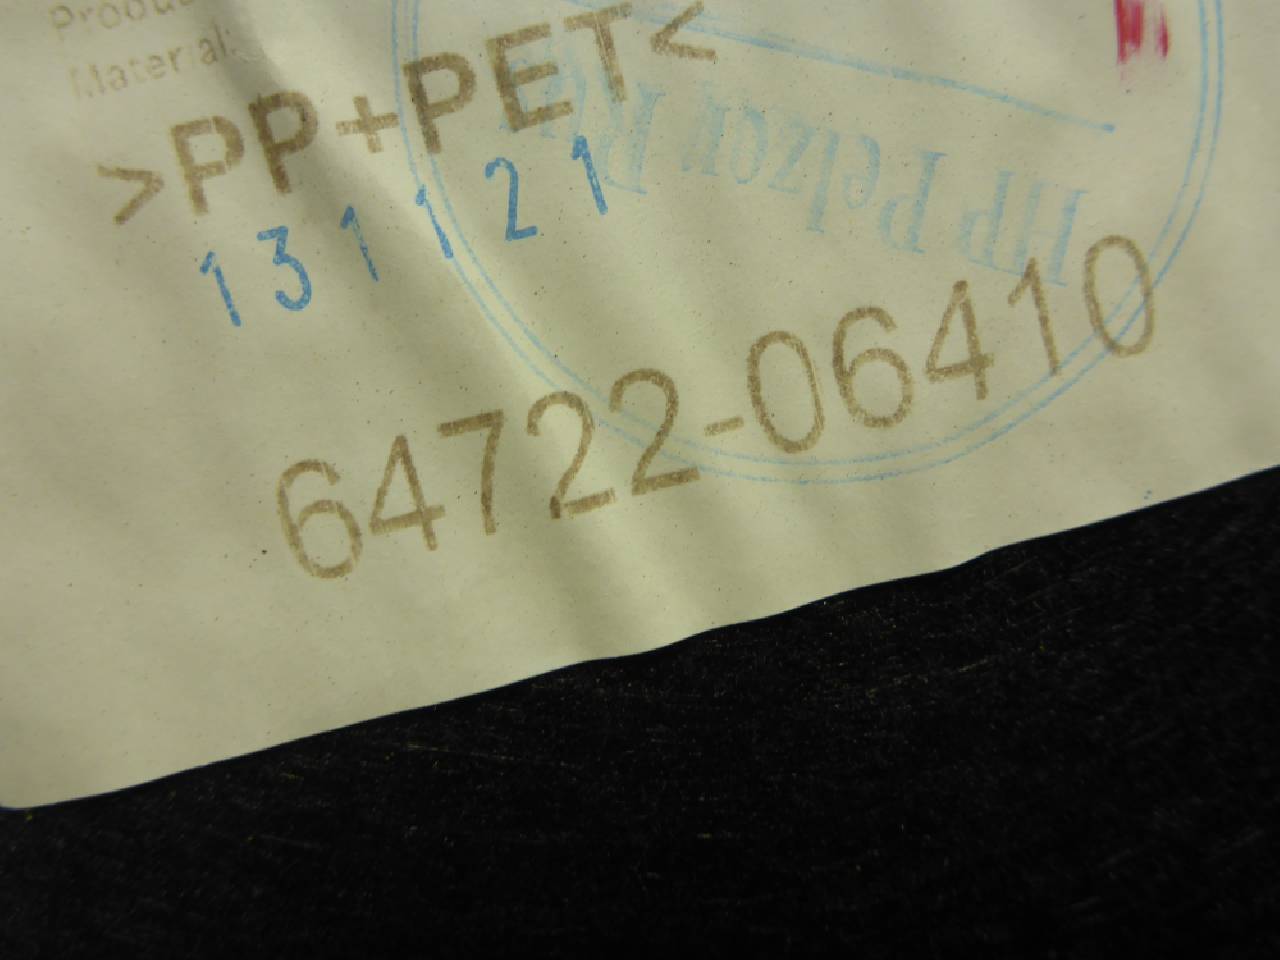 Material:
>PP+PET<
131121
HP Pelzer
64722-06410